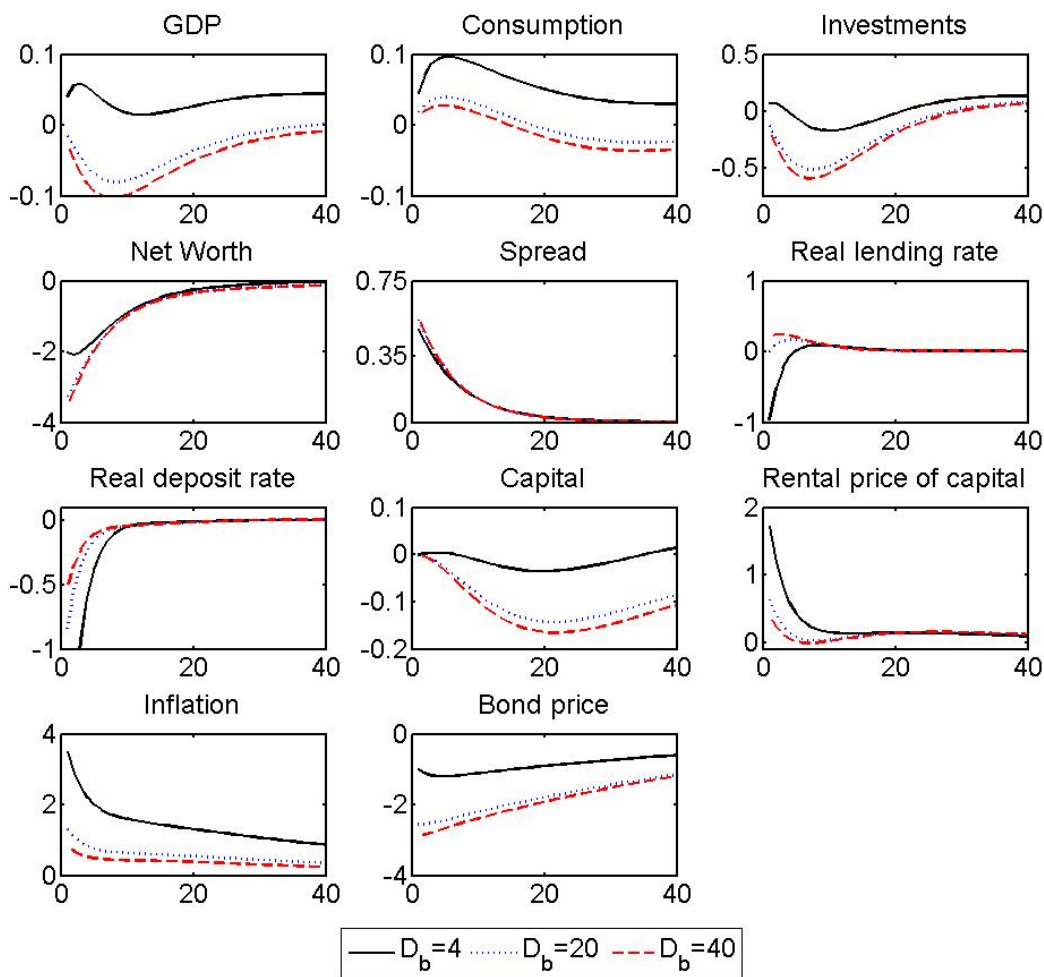 GDP
Consumption
Investments
0.1
0
-0.1
0 20 40
0.1
0
-0.1
0 20 40
0.5
0
-0.5
0 20 40
Net Worth
Spread
Real lending rate
0
-2
-4
0 20 40
0.75
0.35
0
0 20 40
1
0
-1
0 20 40
Real deposit rate
Capital
Rental price of capital
0
-0.5
-1
0 20 40
0.1
0
-0.1
-0.2
0 20 40
2
1
0
0 20 40
Inflation
Bond price
4
2
0
0 20 40
0
-2
-4
0 20 40
D_b=4 D_b=20 D_b=40